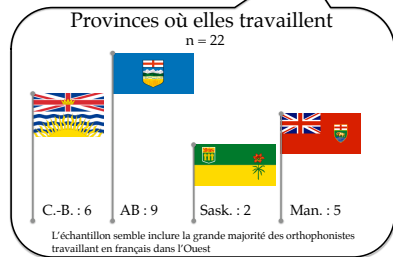 Provinces où elles travaillent
n = 22
C.-B. : 6 AB : 9 Sask. : 2 Man. : 5
L'échantillon semble inclure la grande majorité des orthophonistes
travaillant en français dans l'Ouest